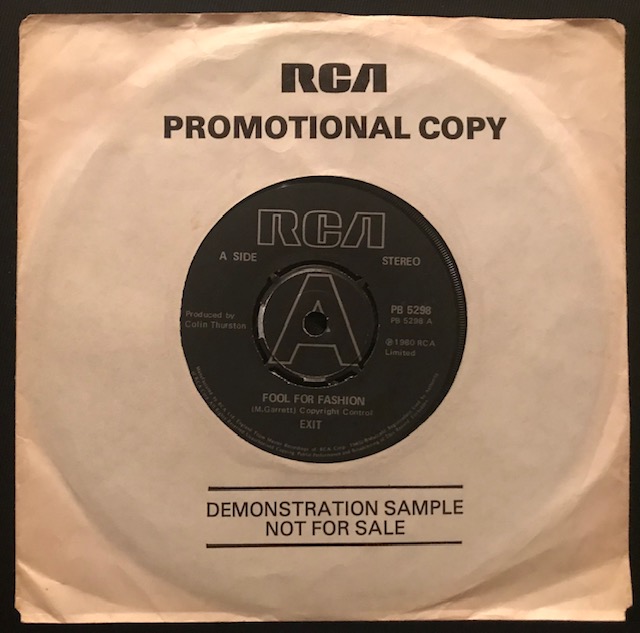 RCA
PROMOTIONAL COPY
RCA
A SIDE
STEREO
A
PB 5298
PB 5298 A
Produced by
Colin Thurston
℗ 1980 RCA
Limited
FOOL FOR FASHION
(M.Garrett) Copyright Control
EXIT
DEMONSTRATION SAMPLE
NOT FOR SALE